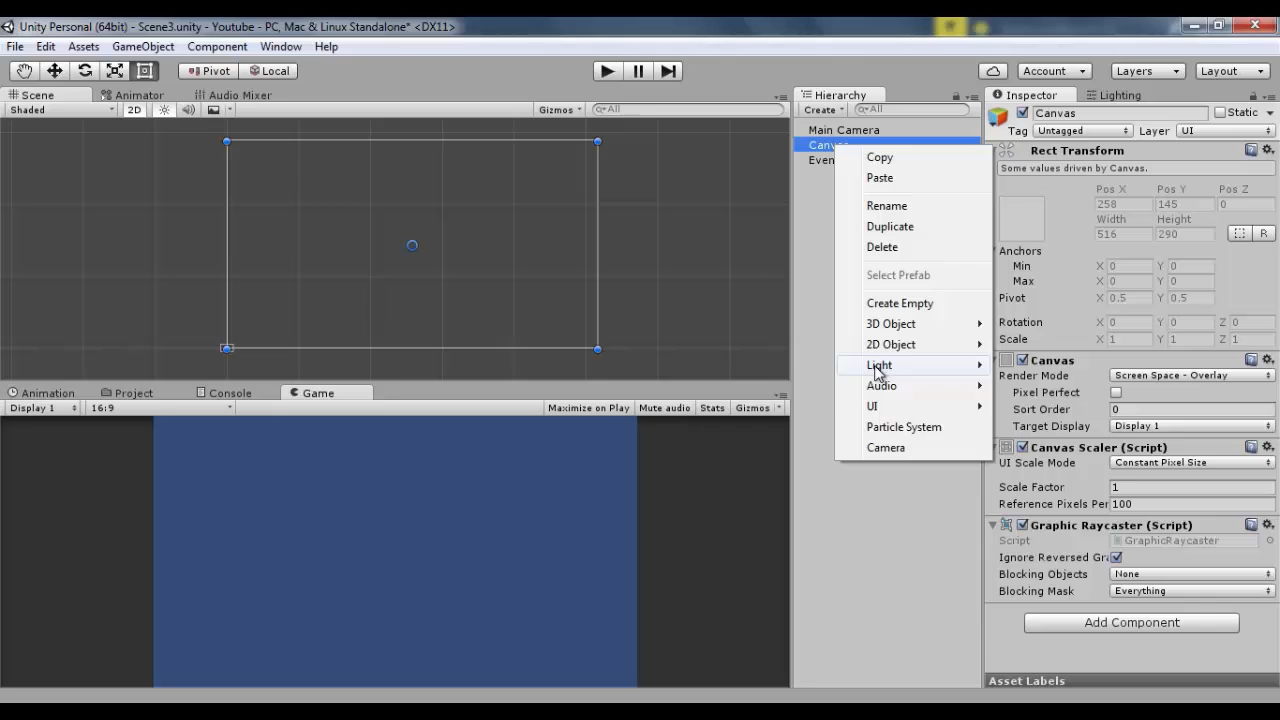 Unity Personal (64bit) - Scene3.unity - Youtube - PC, Mac & Linux Standalone* <DX11>
File Edit Assets GameObject Component Window Help
Pivot Local Account Layers Layout
Scene Animator Audio Mixer
Shaded 2D Gizmos All
Hierarchy
Create All
Main Camera
Canvas
Even
Copy
Paste
Rename
Duplicate
Delete
Select Prefab
Create Empty
3D Object
2D Object
Light
Audio
UI
Particle System
Camera
Inspector Lighting
Canvas Static
Tag Untagged Layer UI
Rect Transform
Some values driven by Canvas.
Pos X Pos Y Pos Z
258 145 0
Width Height
516 290 R
Anchors
Min X 0 Y 0
Max X 0 Y 0
Pivot X 0.5 Y 0.5
Rotation X 0 Y 0 Z 0
Scale X 1 Y 1 Z 1
Canvas
Render Mode Screen Space - Overlay
Pixel Perfect
Sort Order 0
Target Display Display 1
Canvas Scaler (Script)
UI Scale Mode Constant Pixel Size
Scale Factor 1
Reference Pixels Per 100
Graphic Raycaster (Script)
Script GraphicRaycaster
Ignore Reversed Gra
Blocking Objects None
Blocking Mask Everything
Add Component
Asset Labels
Animation Project Console Game
Display 1 16:9 Maximize on Play Mute audio Stats Gizmos